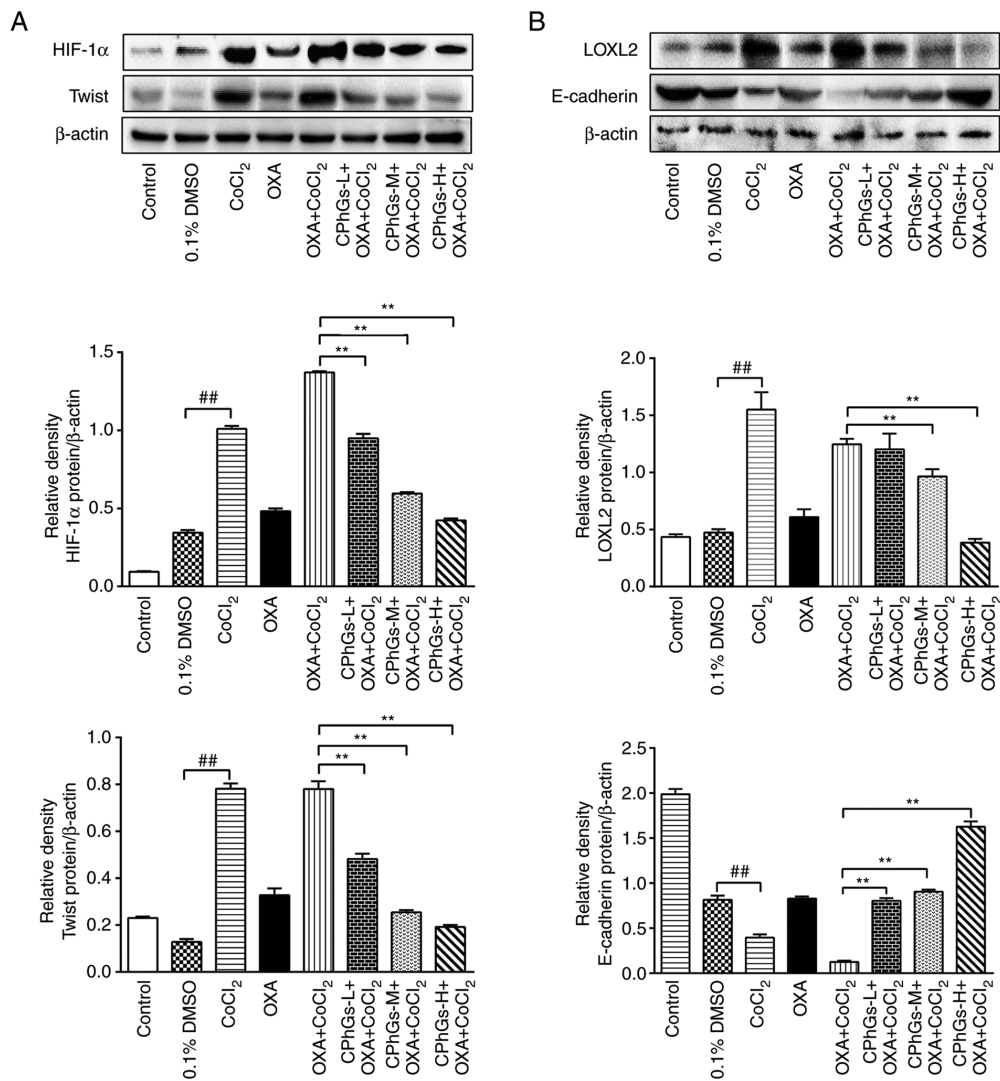 A
HIF-1α
Twist
β-actin
Control
0.1% DMSO
CoCl2
OXA
OXA+CoCl2
CPhGs-L+
OXA+CoCl2
CPhGs-M+
OXA+CoCl2
CPhGs-H+
OXA+CoCl2
B
LOXL2
E-cadherin
β-actin
Control
0.1% DMSO
CoCl2
OXA
OXA+CoCl2
CPhGs-L+
OXA+CoCl2
CPhGs-M+
OXA+CoCl2
CPhGs-H+
OXA+CoCl2
Relative density
HIF-1α protein/β-actin
1.5
1.0
0.5
0.0
##
**
**
**
Control
0.1% DMSO
CoCl2
OXA
OXA+CoCl2
CPhGs-L+
OXA+CoCl2
CPhGs-M+
OXA+CoCl2
CPhGs-H+
OXA+CoCl2
Relative density
LOXL2 protein/β-actin
2.0
1.5
1.0
0.5
0.0
##
**
**
Control
0.1% DMSO
CoCl2
OXA
OXA+CoCl2
CPhGs-L+
OXA+CoCl2
CPhGs-M+
OXA+CoCl2
CPhGs-H+
OXA+CoCl2
Relative density
Twist protein/β-actin
1.0
0.8
0.6
0.4
0.2
0.0
##
**
**
**
Control
0.1% DMSO
CoCl2
OXA
OXA+CoCl2
CPhGs-L+
OXA+CoCl2
CPhGs-M+
OXA+CoCl2
CPhGs-H+
OXA+CoCl2
Relative density
E-cadherin protein/β-actin
2.5
2.0
1.5
1.0
0.5
0.0
##
**
**
**
Control
0.1% DMSO
CoCl2
OXA
OXA+CoCl2
CPhGs-L+
OXA+CoCl2
CPhGs-M+
OXA+CoCl2
CPhGs-H+
OXA+CoCl2